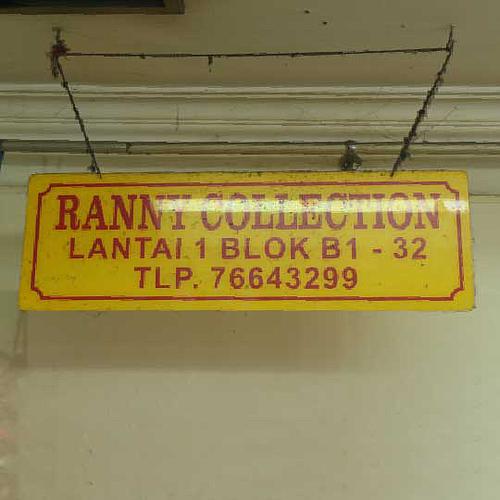 RANNY COLLECTION
LANTAI 1 BLOK B1 - 32
TLP. 76643299